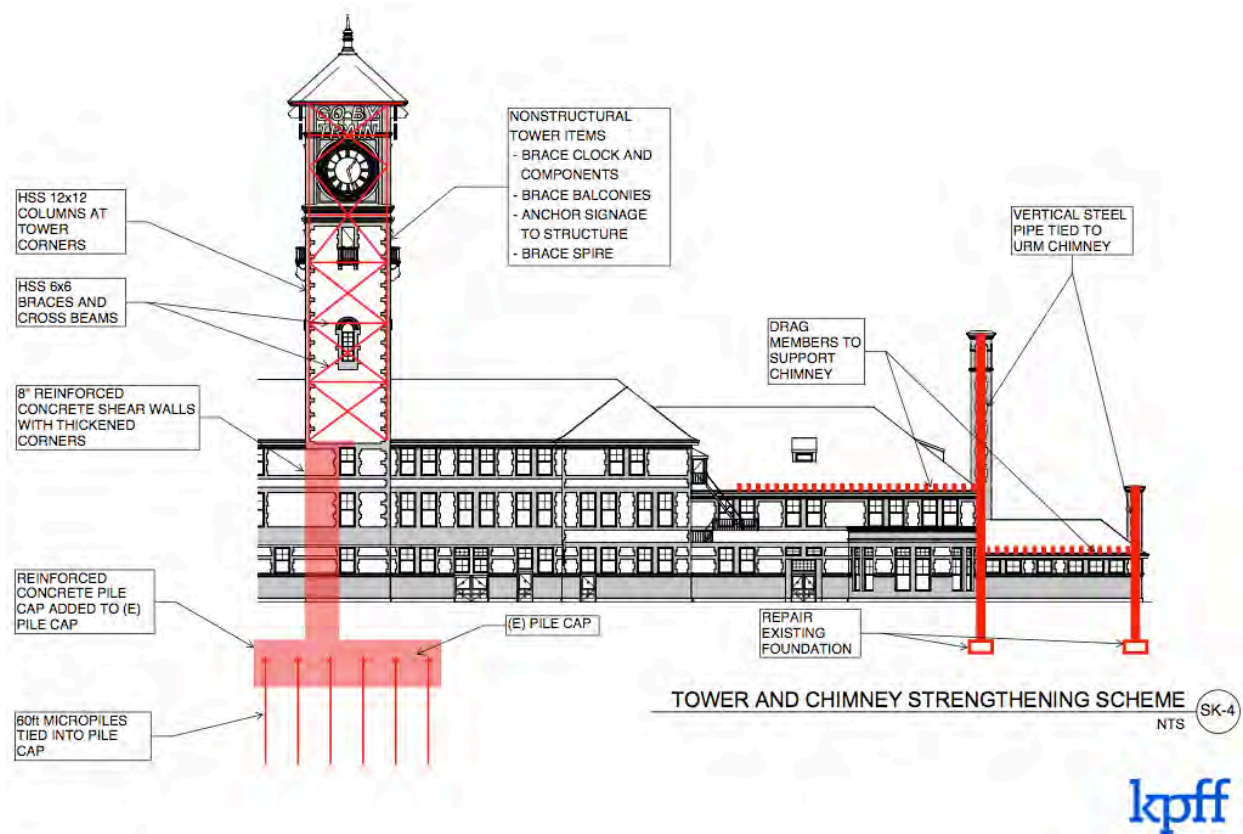 GO BY
TRAIN
NONSTRUCTURAL
TOWER ITEMS
- BRACE CLOCK AND
COMPONENTS
- BRACE BALCONIES
- ANCHOR SIGNAGE
TO STRUCTURE
- BRACE SPIRE
HSS 12x12
COLUMNS AT
TOWER
CORNERS
HSS 6x6
BRACES AND
CROSS BEAMS
8" REINFORCED
CONCRETE SHEAR WALLS
WITH THICKENED
CORNERS
REINFORCED
CONCRETE PILE
CAP ADDED TO (E)
PILE CAP
60ft MICROPILES
TIED INTO PILE
CAP
(E) PILE CAP
VERTICAL STEEL
PIPE TIED TO
URM CHIMNEY
DRAG
MEMBERS TO
SUPPORT
CHIMNEY
REPAIR
EXISTING
FOUNDATION
TOWER AND CHIMNEY STRENGTHENING SCHEME
NTS
SK-4
kpff